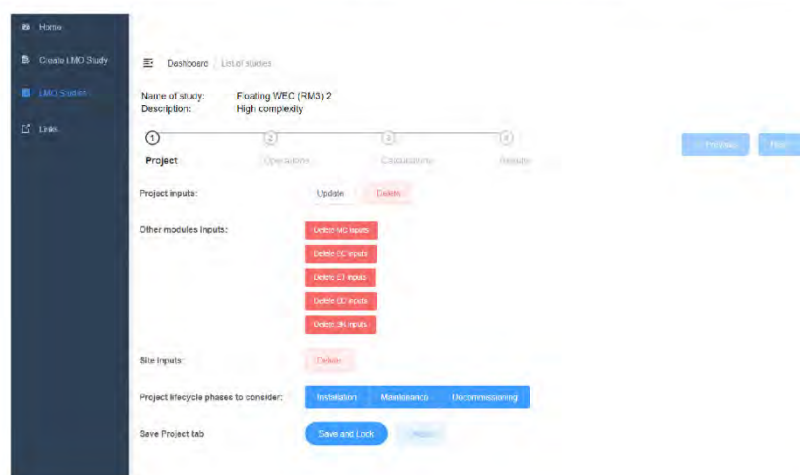 Home
Create LMO Study
Dashboard / List of studies
LMO Studies
Name of study: Floating WEC (RM3) 2
Description: High complexity
Links
1 2 3 4
Previous Next
Project Operations Calculations Results
Project inputs: Update Delete
Other modules inputs: Delete MC inputs
Delete EC inputs
Delete ET inputs
Delete ED inputs
Delete SK inputs
Site inputs: Delete
Project lifecycle phases to consider: Installation Maintenance Decommissioning
Save Project tab Save and Lock